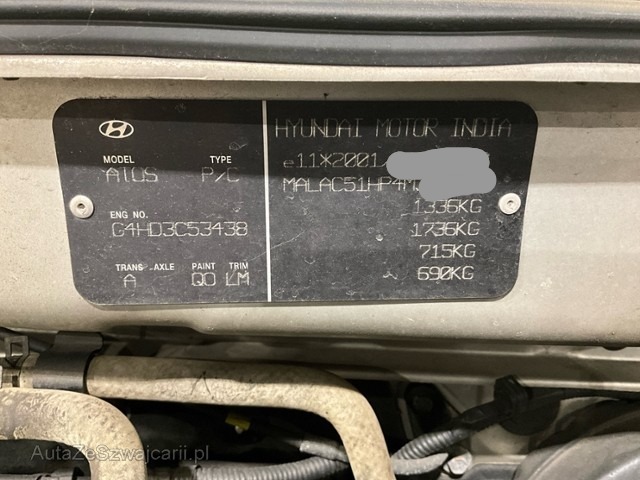 MODEL TYPE
ATOS P/C
ENG NO.
G4HD3C53438
TRANS AXLE PAINT TRIM
A QO LM
HYUNDAI MOTOR INDIA
e11*2001/
MALAC51HP4M
1336KG
1736KG
715KG
690KG
AutaZeSzwajcarii.pl